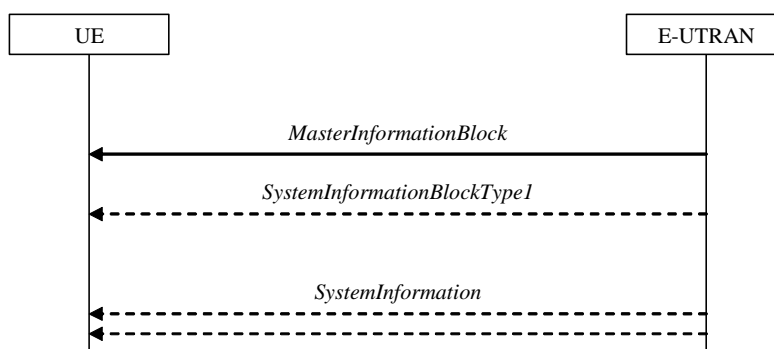 UE
E-UTRAN
MasterInformationBlock
SystemInformationBlockType1
SystemInformation